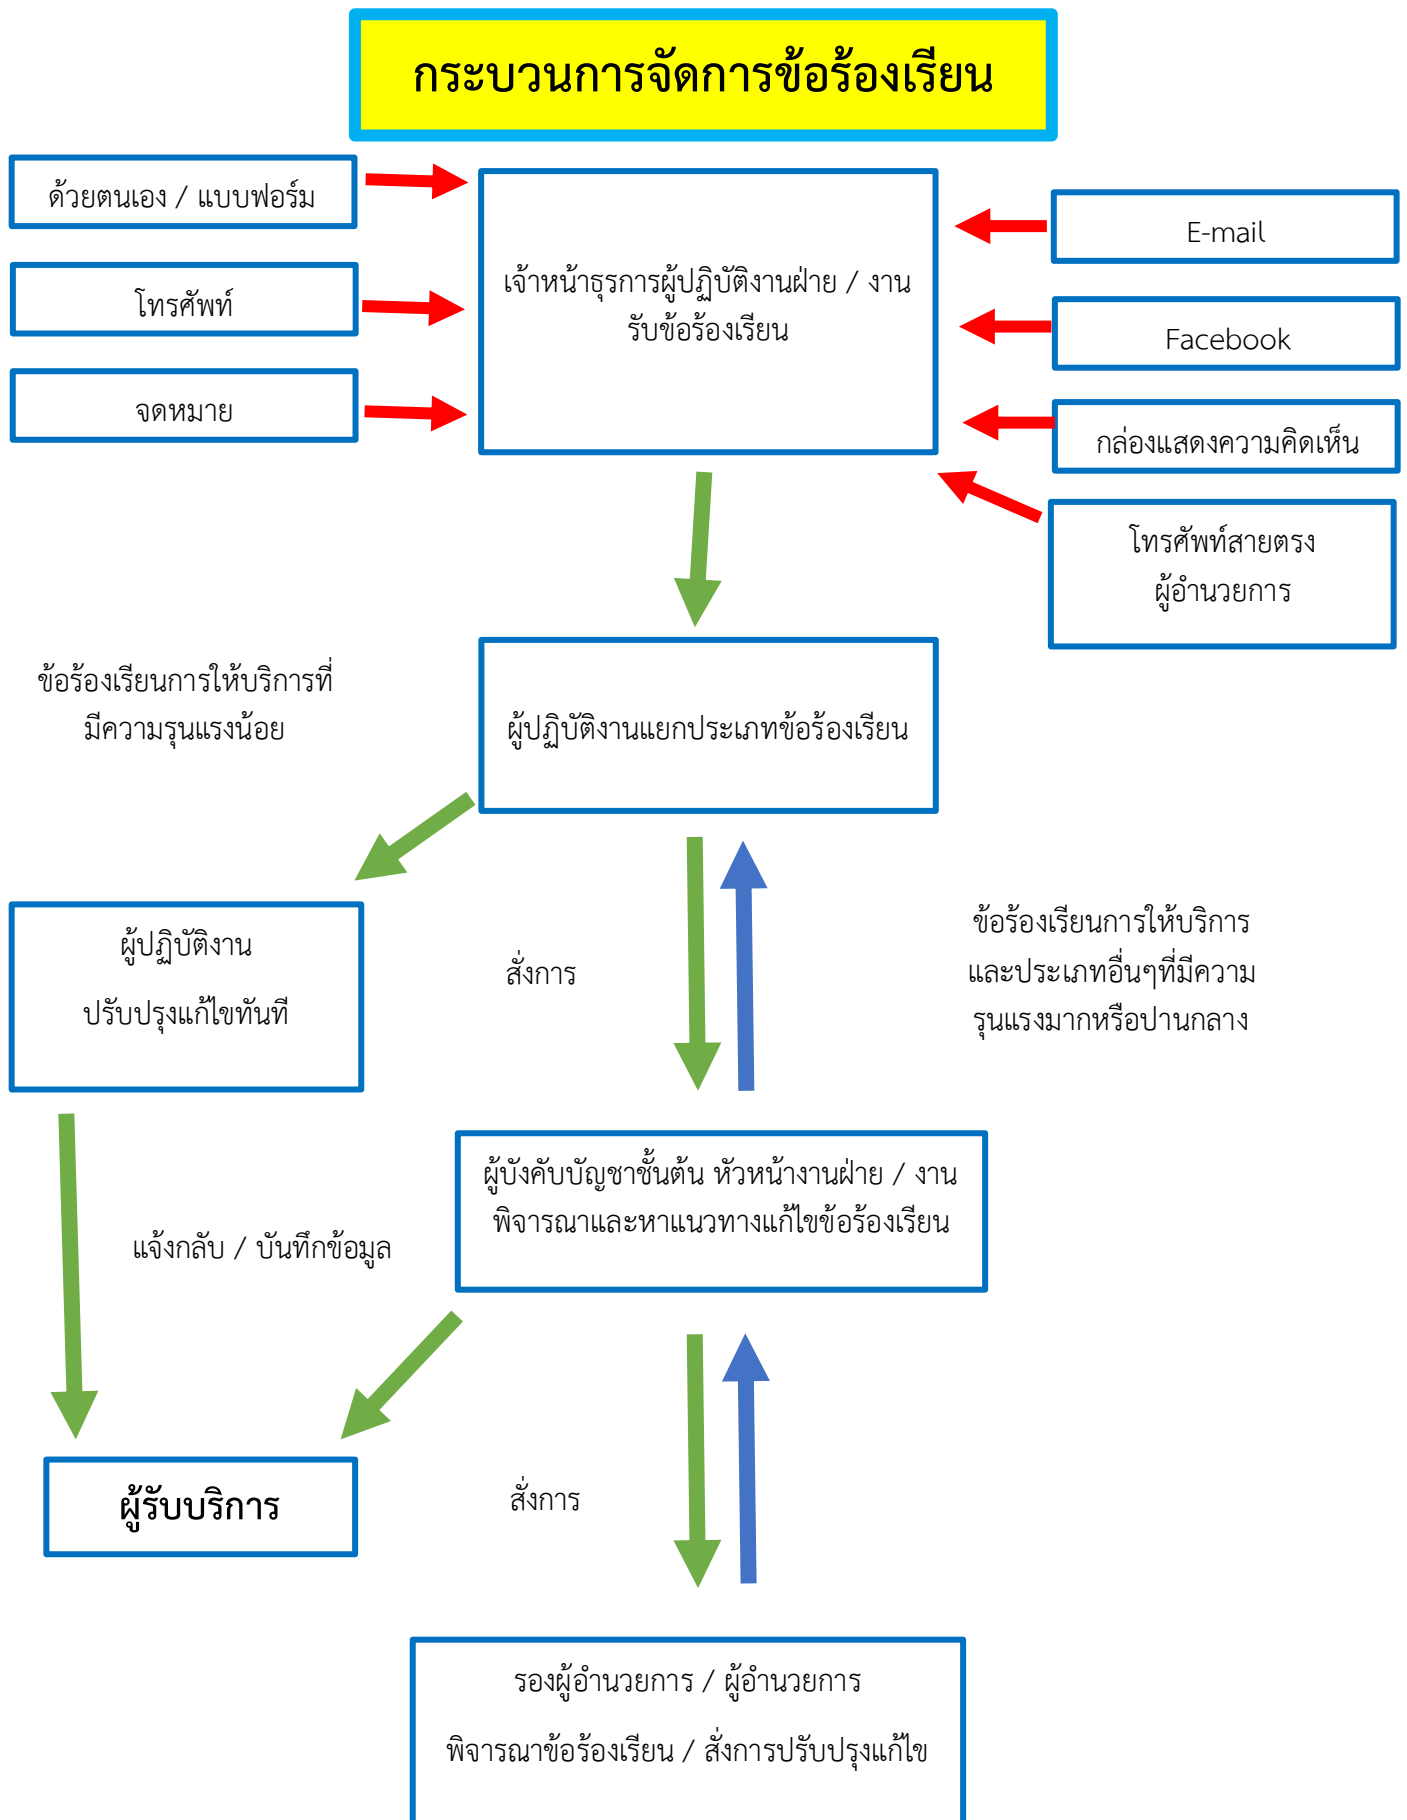 กระบวนการจัดการข้อร้องเรียน
ด้วยตนเอง / แบบฟอร์ม
โทรศัพท์
จดหมาย
เจ้าหน้าธุรการผู้ปฏิบัติงานฝ่าย / งาน
รับข้อร้องเรียน
E-mail
Facebook
กล่องแสดงความคิดเห็น
โทรศัพท์สายตรง
ผู้อำนวยการ
ข้อร้องเรียนการให้บริการที่
มีความรุนแรงน้อย
ผู้ปฏิบัติงานแยกประเภทข้อร้องเรียน
ผู้ปฏิบัติงาน
ปรับปรุงแก้ไขทันที
สั่งการ
ข้อร้องเรียนการให้บริการ
และประเภทอื่นๆที่มีความ
รุนแรงมากหรือปานกลาง
ผู้บังคับบัญชาชั้นต้น หัวหน้างานฝ่าย / งาน
พิจารณาและหาแนวทางแก้ไขข้อร้องเรียน
แจ้งกลับ / บันทึกข้อมูล
ผู้รับบริการ
สั่งการ
รองผู้อำนวยการ / ผู้อำนวยการ
พิจารณาข้อร้องเรียน / สั่งการปรับปรุงแก้ไข